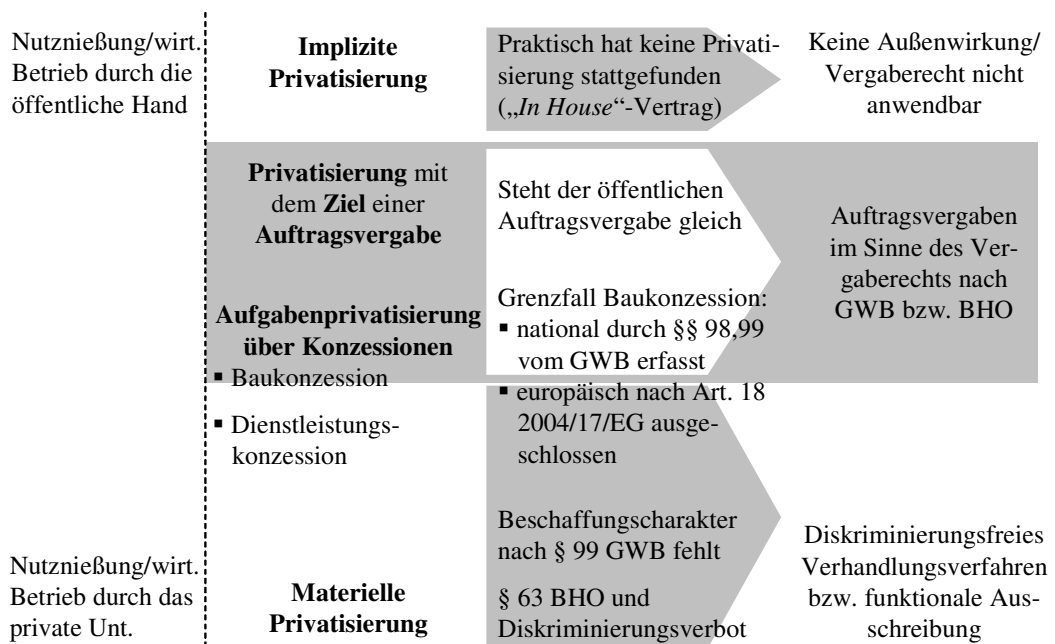 Nutznießung/wirt.
Betrieb durch die
öffentliche Hand
Implizite
Privatisierung
Praktisch hat keine Privati-
sierung stattgefunden
(„In House“-Vertrag)
Keine Außenwirkung/
Vergaberecht nicht
anwendbar
Privatisierung mit
dem Ziel einer
Auftragsvergabe
Steht der öffentlichen
Auftragsvergabe gleich
Auftragsvergaben
im Sinne des Ver-
gaberechts nach
GWB bzw. BHO
Aufgabenprivatisierung
über Konzessionen
▪ Baukonzession
▪ Dienstleistungs-
konzession
Grenzfall Baukonzession:
▪ national durch §§ 98,99
vom GWB erfasst
▪ europäisch nach Art. 18
2004/17/EG ausge-
schlossen
Nutznießung/wirt.
Betrieb durch das
private Unt.
Materielle
Privatisierung
Beschaffungscharakter
nach § 99 GWB fehlt
§ 63 BHO und
Diskriminierungsverbot
Diskriminierungsfreies
Verhandlungsverfahren
bzw. funktionale Aus-
schreibung